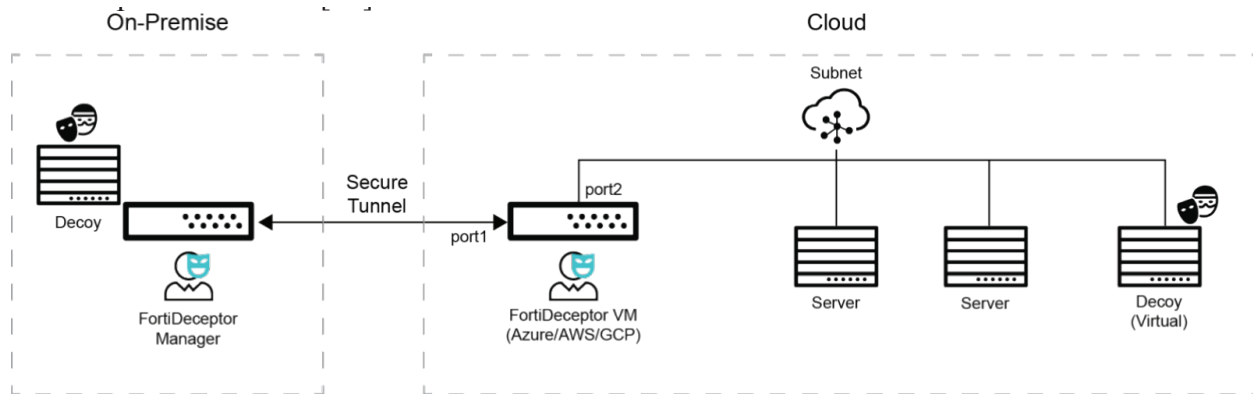 On-Premise
Cloud
Subnet
Decoy
Secure
Tunnel
port1
port2
FortiDeceptor
Manager
FortiDeceptor VM
(Azure/AWS/GCP)
Server
Server
Decoy
(Virtual)